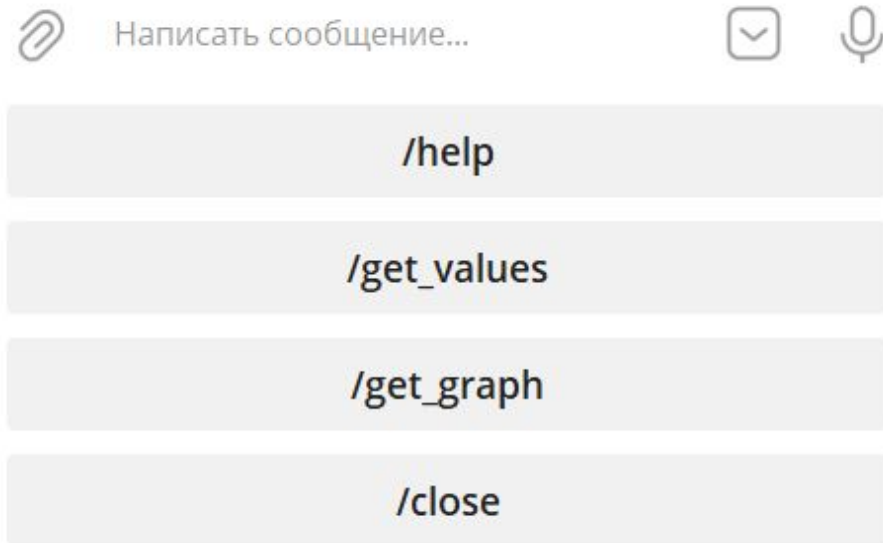 Написать сообщение...
/help
/get_values
/get_graph
/close